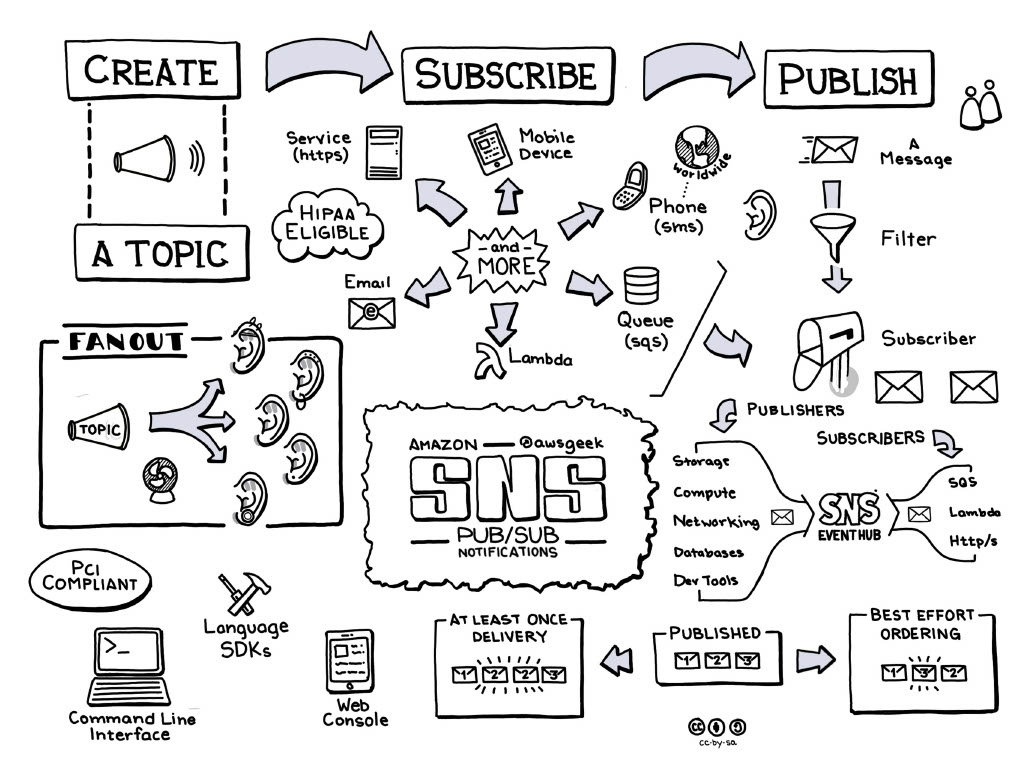 CREATE
SUBSCRIBE
PUBLISH
A TOPIC
Service
(https)
Mobile
Device
worldwide
Phone
(sms)
A
Message
HIPAA
ELIGIBLE
and
MORE
Filter
Email
e
Queue
(sqs)
Lambda
Subscriber
FANOUT
TOPIC
PUBLISHERS
SUBSCRIBERS
AMAZON — @awsgeek
SNS
PUB/SUB
NOTIFICATIONS
Storage
Compute
Networking
Databases
Dev Tools
SNS
EVENT HUB
SQS
Lambda
Http/s
PCI
COMPLIANT
Language
SDKs
>_
Command Line
Interface
Web
Console
AT LEAST ONCE
DELIVERY
1 2 2 3
PUBLISHED
1 2 3
BEST EFFORT
ORDERING
1 3 2
cc
cc-by-sa